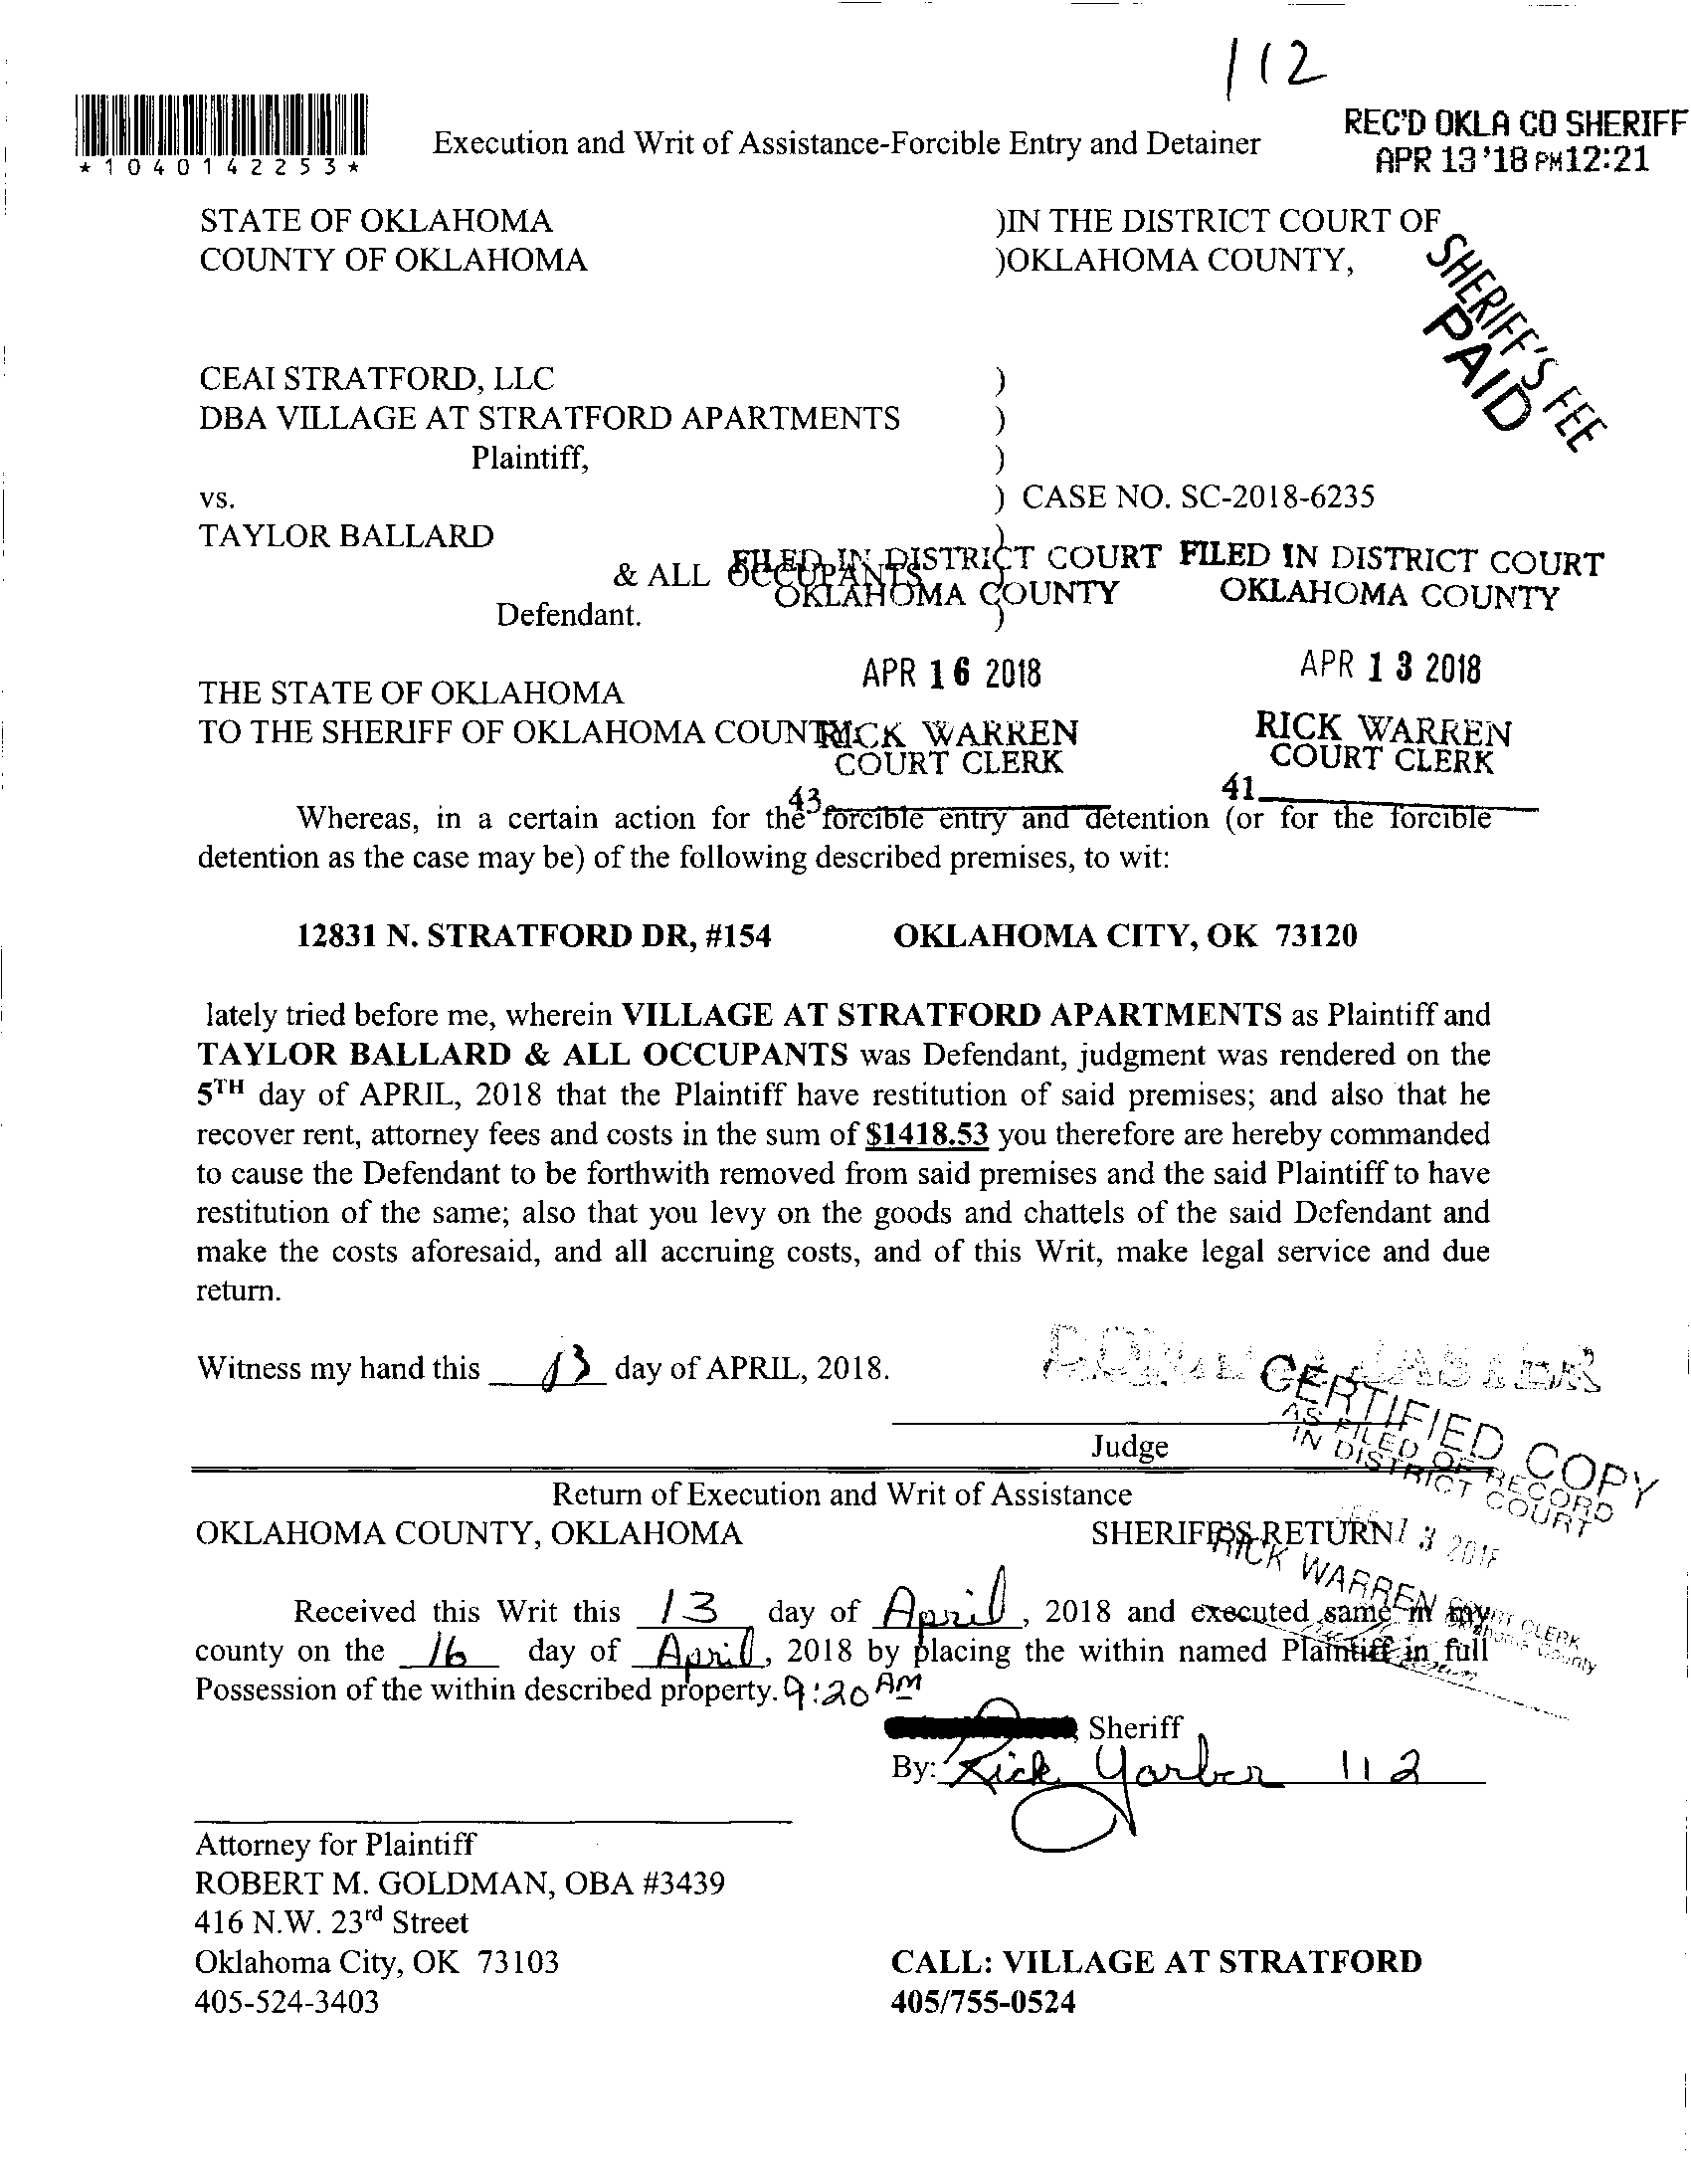 112
*1040142253*
Execution and Writ of Assistance-Forcible Entry and Detainer
REC'D OKLA CO SHERIFF
APR 13 '18 PM12:21
STATE OF OKLAHOMA )IN THE DISTRICT COURT OF
COUNTY OF OKLAHOMA )OKLAHOMA COUNTY,
SHERIFF'S FEE
PAID
CEAI STRATFORD, LLC )
DBA VILLAGE AT STRATFORD APARTMENTS )
Plaintiff, )
vs. ) CASE NO. SC-2018-6235
TAYLOR BALLARD )
& ALL OCCUPANTS )
Defendant. )
FILED IN DISTRICT COURT
OKLAHOMA COUNTY
APR 16 2018
RICK WARREN
COURT CLERK
43
FILED IN DISTRICT COURT
OKLAHOMA COUNTY
APR 13 2018
RICK WARREN
COURT CLERK
41
THE STATE OF OKLAHOMA
TO THE SHERIFF OF OKLAHOMA COUNTY:
Whereas, in a certain action for the forcible entry and detention (or for the forcible
detention as the case may be) of the following described premises, to wit:
12831 N. STRATFORD DR, #154 OKLAHOMA CITY, OK 73120
lately tried before me, wherein VILLAGE AT STRATFORD APARTMENTS as Plaintiff and
TAYLOR BALLARD & ALL OCCUPANTS was Defendant, judgment was rendered on the
5TH day of APRIL, 2018 that the Plaintiff have restitution of said premises; and also that he
recover rent, attorney fees and costs in the sum of $1418.53 you therefore are hereby commanded
to cause the Defendant to be forthwith removed from said premises and the said Plaintiff to have
restitution of the same; also that you levy on the goods and chattels of the said Defendant and
make the costs aforesaid, and all accruing costs, and of this Writ, make legal service and due
return.
Witness my hand this 13 day of APRIL, 2018.
Judge
CERTIFIED COPY
AS FILED OF RECORD
IN DISTRICT COURT
13 2018
RICK WARREN COURT CLERK
Oklahoma County
Return of Execution and Writ of Assistance
OKLAHOMA COUNTY, OKLAHOMA SHERIFF'S RETURN
Received this Writ this 13 day of April, 2018 and executed same in my
county on the 16 day of April, 2018 by placing the within named Plaintiff in full
Possession of the within described property. 9:20 AM
, Sheriff
By: Rick Yarber 112
Attorney for Plaintiff
ROBERT M. GOLDMAN, OBA #3439
416 N.W. 23rd Street
Oklahoma City, OK 73103
405-524-3403
CALL: VILLAGE AT STRATFORD
405/755-0524